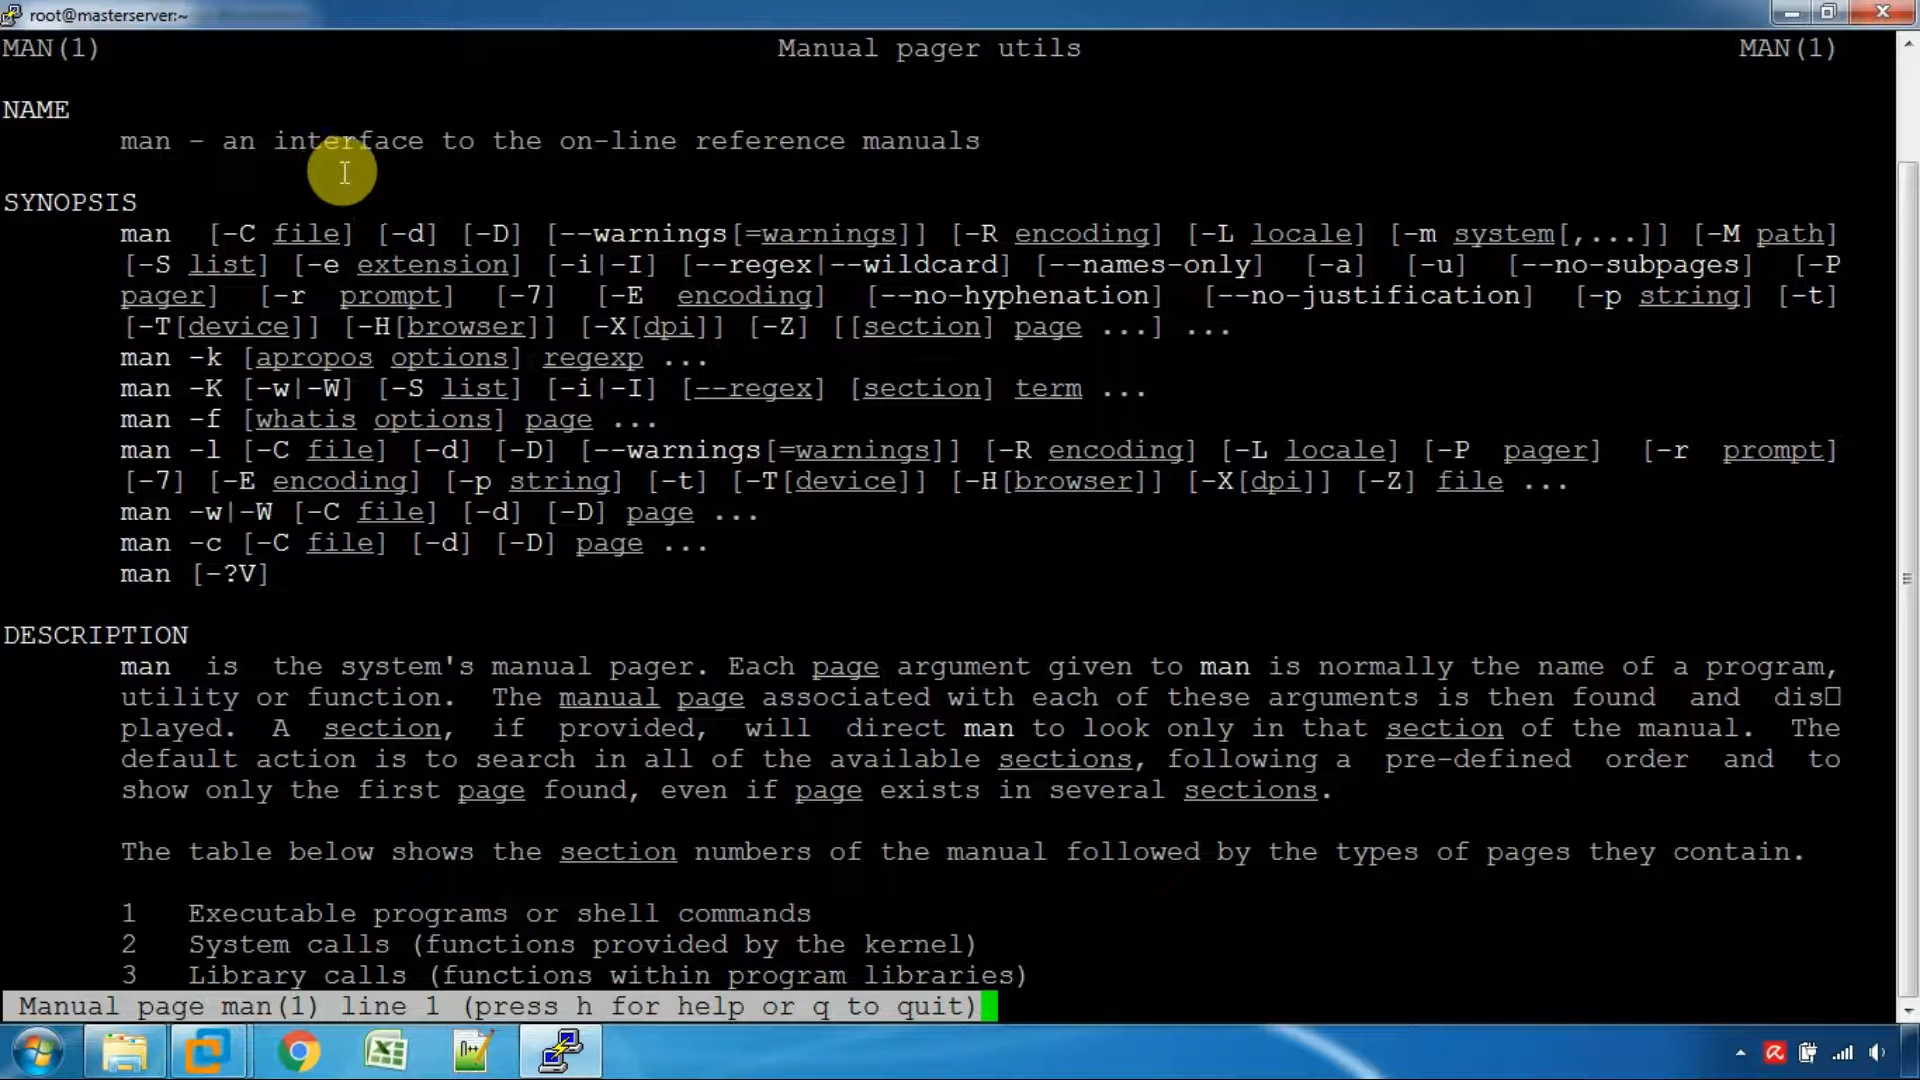 root@masterserver:~
MAN(1) Manual pager utils MAN(1)
NAME
man - an interface to the on-line reference manuals
SYNOPSIS
man [-C file] [-d] [-D] [--warnings[=warnings]] [-R encoding] [-L locale] [-m system[,...]] [-M path]
[-S list] [-e extension] [-i|-I] [--regex|--wildcard] [--names-only] [-a] [-u] [--no-subpages] [-P
pager] [-r prompt] [-7] [-E encoding] [--no-hyphenation] [--no-justification] [-p string] [-t]
[-T[device]] [-H[browser]] [-X[dpi]] [-Z] [[section] page ...] ...
man -k [apropos options] regexp ...
man -K [-w|-W] [-S list] [-i|-I] [--regex] [section] term ...
man -f [whatis options] page ...
man -l [-C file] [-d] [-D] [--warnings[=warnings]] [-R encoding] [-L locale] [-P pager] [-r prompt]
[-7] [-E encoding] [-p string] [-t] [-T[device]] [-H[browser]] [-X[dpi]] [-Z] file ...
man -w|-W [-C file] [-d] [-D] page ...
man -c [-C file] [-d] [-D] page ...
man [-?V]
DESCRIPTION
man is the system's manual pager. Each page argument given to man is normally the name of a program,
utility or function. The manual page associated with each of these arguments is then found and dis□
played. A section, if provided, will direct man to look only in that section of the manual. The
default action is to search in all of the available sections, following a pre-defined order and to
show only the first page found, even if page exists in several sections.
The table below shows the section numbers of the manual followed by the types of pages they contain.
1 Executable programs or shell commands
2 System calls (functions provided by the kernel)
3 Library calls (functions within program libraries)
Manual page man(1) line 1 (press h for help or q to quit)